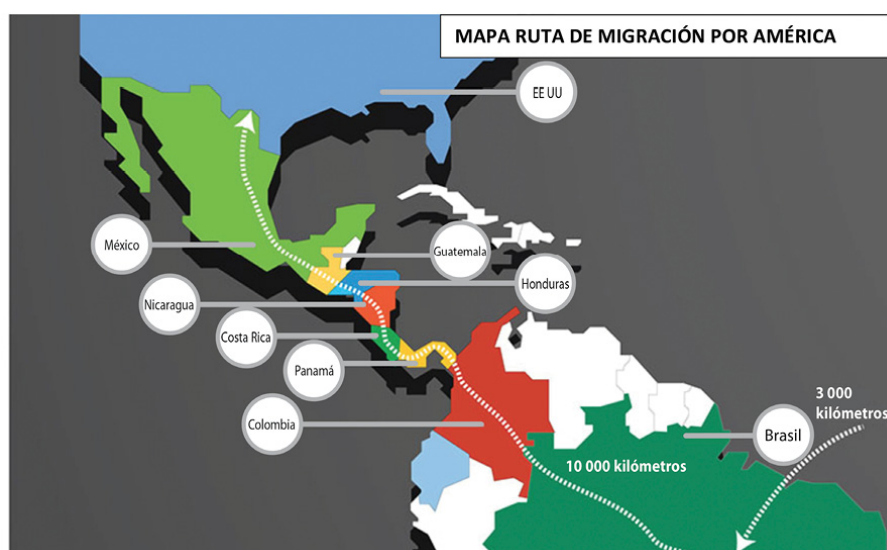 MAPA RUTA DE MIGRACIÓN POR AMÉRICA
EE UU
México
Guatemala
Honduras
Nicaragua
Costa Rica
Panamá
Colombia
3 000
kilómetros
Brasil
10 000 kilómetros